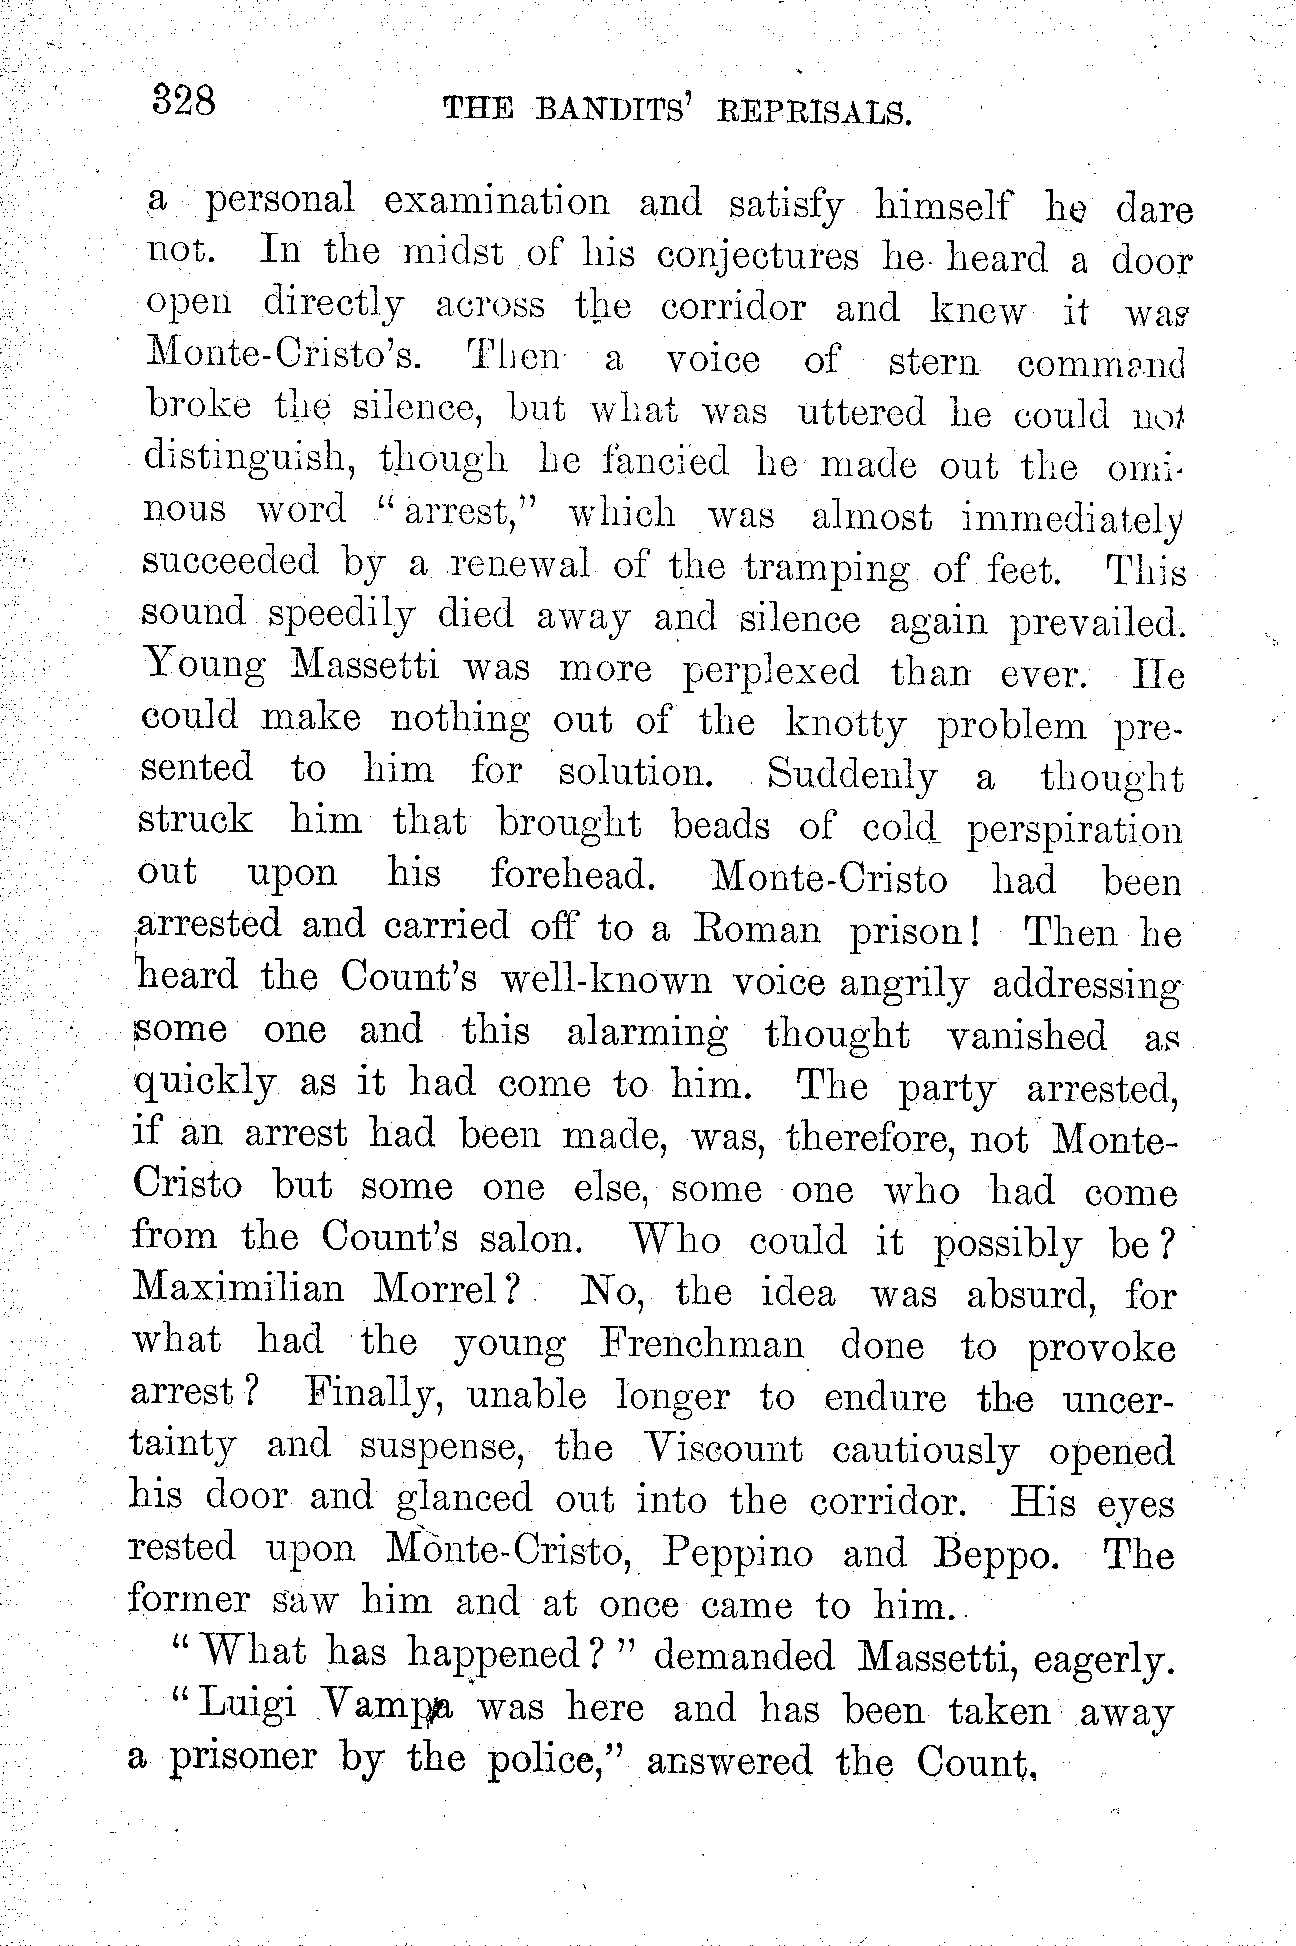 328 THE BANDITS' REPRISALS.
a personal examination and satisfy himself he dare
not. In the midst of his conjectures he heard a door
open directly across the corridor and knew it was
Monte-Cristo's. Then a voice of stern command
broke the silence, but what was uttered he could not
distinguish, though he fancied he made out the omi-
nous word "arrest," which was almost immediately
succeeded by a renewal of the tramping of feet. This
sound speedily died away and silence again prevailed.
Young Massetti was more perplexed than ever. He
could make nothing out of the knotty problem pre-
sented to him for solution. Suddenly a thought
struck him that brought beads of cold perspiration
out upon his forehead. Monte-Cristo had been
arrested and carried off to a Roman prison! Then he
heard the Count's well-known voice angrily addressing
some one and this alarming thought vanished as
quickly as it had come to him. The party arrested,
if an arrest had been made, was, therefore, not Monte-
Cristo but some one else, some one who had come
from the Count's salon. Who could it possibly be?
Maximilian Morrel? No, the idea was absurd, for
what had the young Frenchman done to provoke
arrest? Finally, unable longer to endure the uncer-
tainty and suspense, the Viscount cautiously opened
his door and glanced out into the corridor. His eyes
rested upon Monte-Cristo, Peppino and Beppo. The
former saw him and at once came to him.
"What has happened?" demanded Massetti, eagerly.
"Luigi Vampa was here and has been taken away
a prisoner by the police," answered the Count,